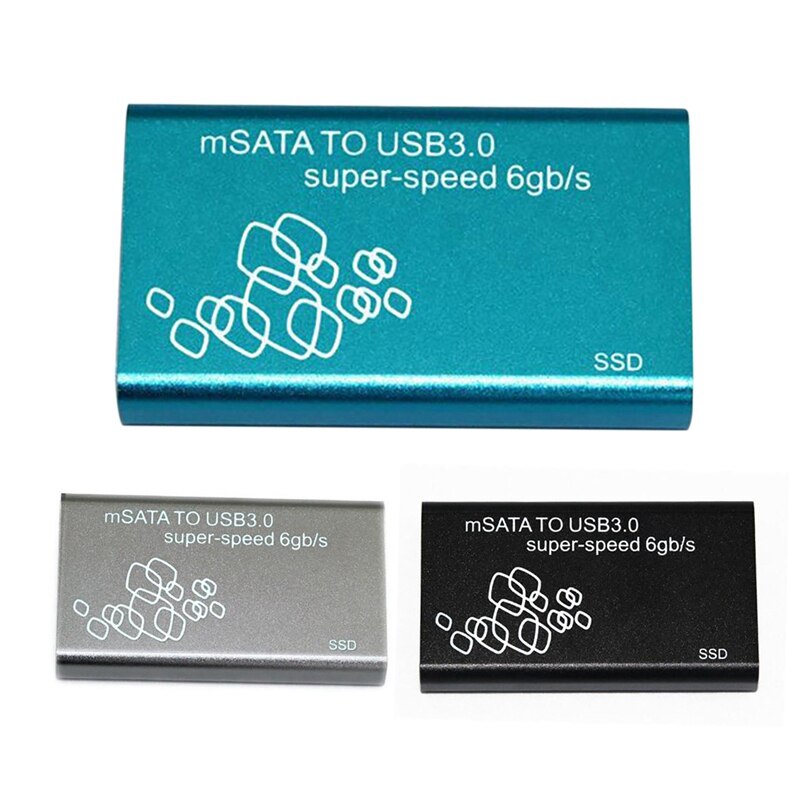 mSATA TO USB3.0
super-speed 6gb/s
SSD
mSATA TO USB3.0
super-speed 6gb/s
SSD
mSATA TO USB3.0
super-speed 6gb/s
SSD